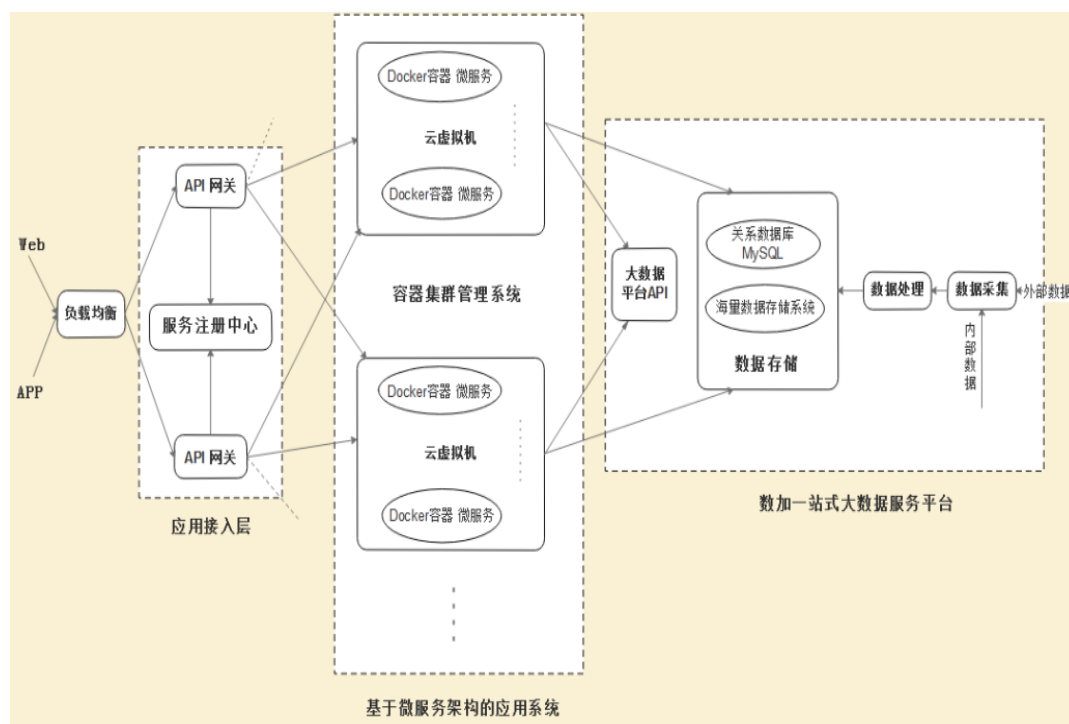 Web
APP
负载均衡
API 网关
服务注册中心
API 网关
应用接入层
Docker容器 微服务
云虚拟机
Docker容器 微服务
容器集群管理系统
Docker容器 微服务
云虚拟机
Docker容器 微服务
基于微服务架构的应用系统
大数据
平台API
关系数据库
MySQL
海量数据存储系统
数据存储
数据处理
数据采集
外部数据
内部数据
数加一站式大数据服务平台